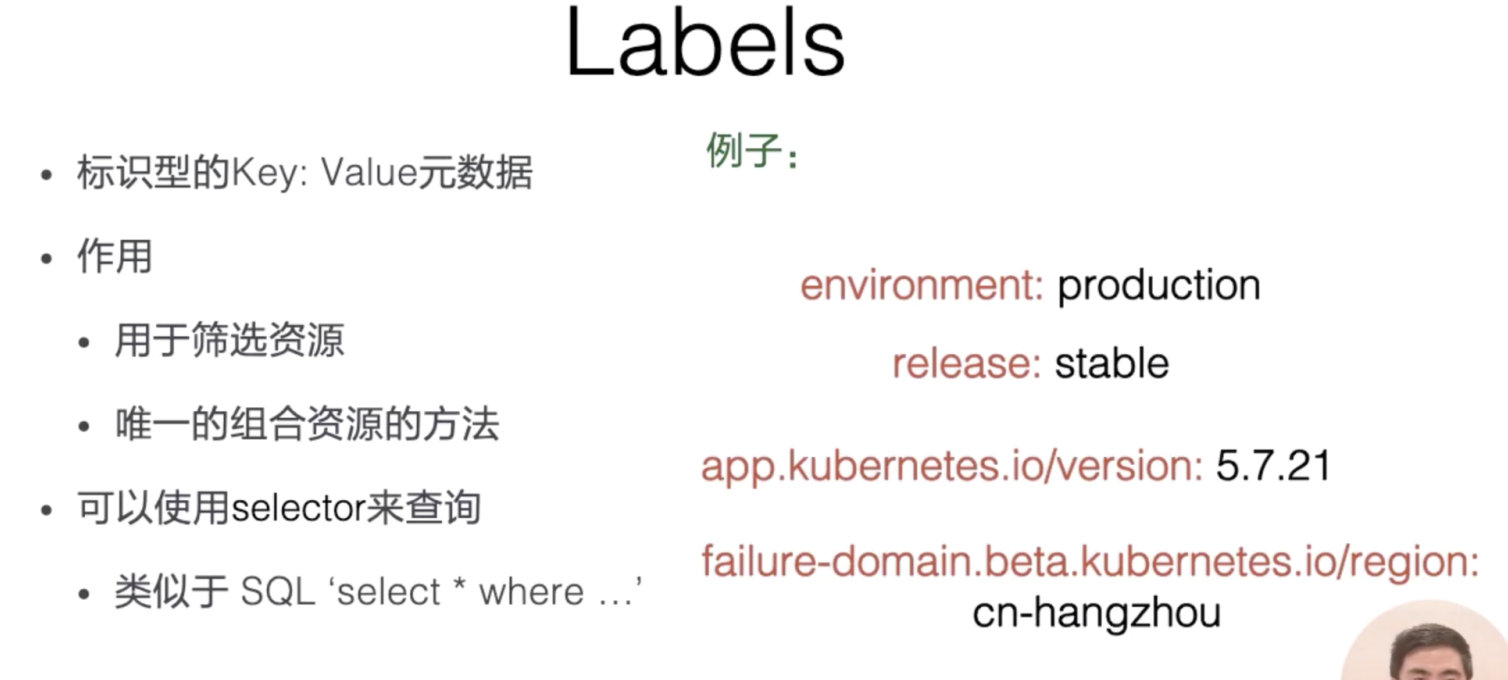 Labels
• 标识型的Key: Value元数据
• 作用
• 用于筛选资源
• 唯一的组合资源的方法
• 可以使用selector来查询
• 类似于 SQL ‘select * where …’
例子：
environment: production
release: stable
app.kubernetes.io/version: 5.7.21
failure-domain.beta.kubernetes.io/region:
cn-hangzhou